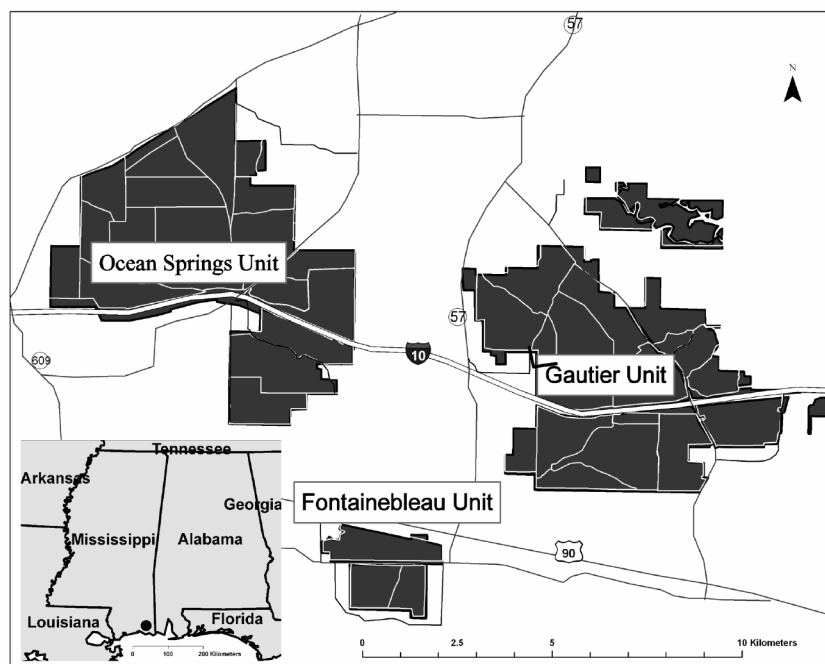 57
N
Ocean Springs Unit
57
10
609
Gautier Unit
Tennessee
Arkansas
Georgia
Fontainebleau Unit
Mississippi
Alabama
90
Louisiana
Florida
0 100 200 Kilometers
0 2.5 5 10 Kilometers